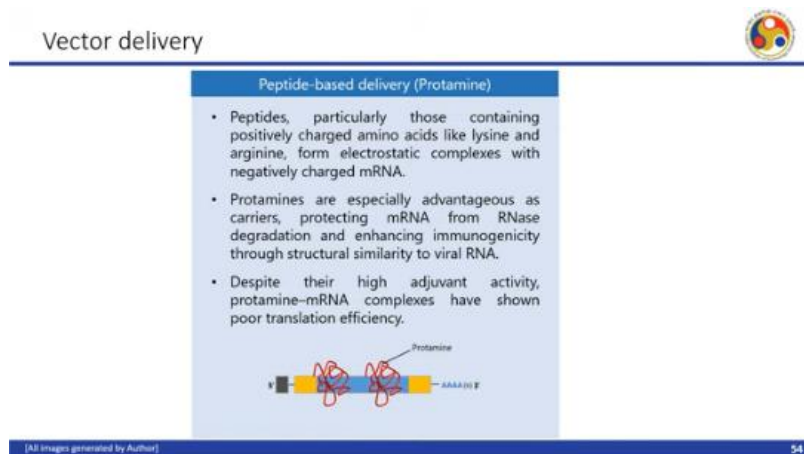 Vector delivery
Peptide-based delivery (Protamine)
• Peptides, particularly those containing
positively charged amino acids like lysine and
arginine, form electrostatic complexes with
negatively charged mRNA.
• Protamines are especially advantageous as
carriers, protecting mRNA from RNase
degradation and enhancing immunogenicity
through structural similarity to viral RNA.
• Despite their high adjuvant activity,
protamine–mRNA complexes have shown
poor translation efficiency.
Protamine
5' AAAA(n) 3'
[All images generated by Author]
54